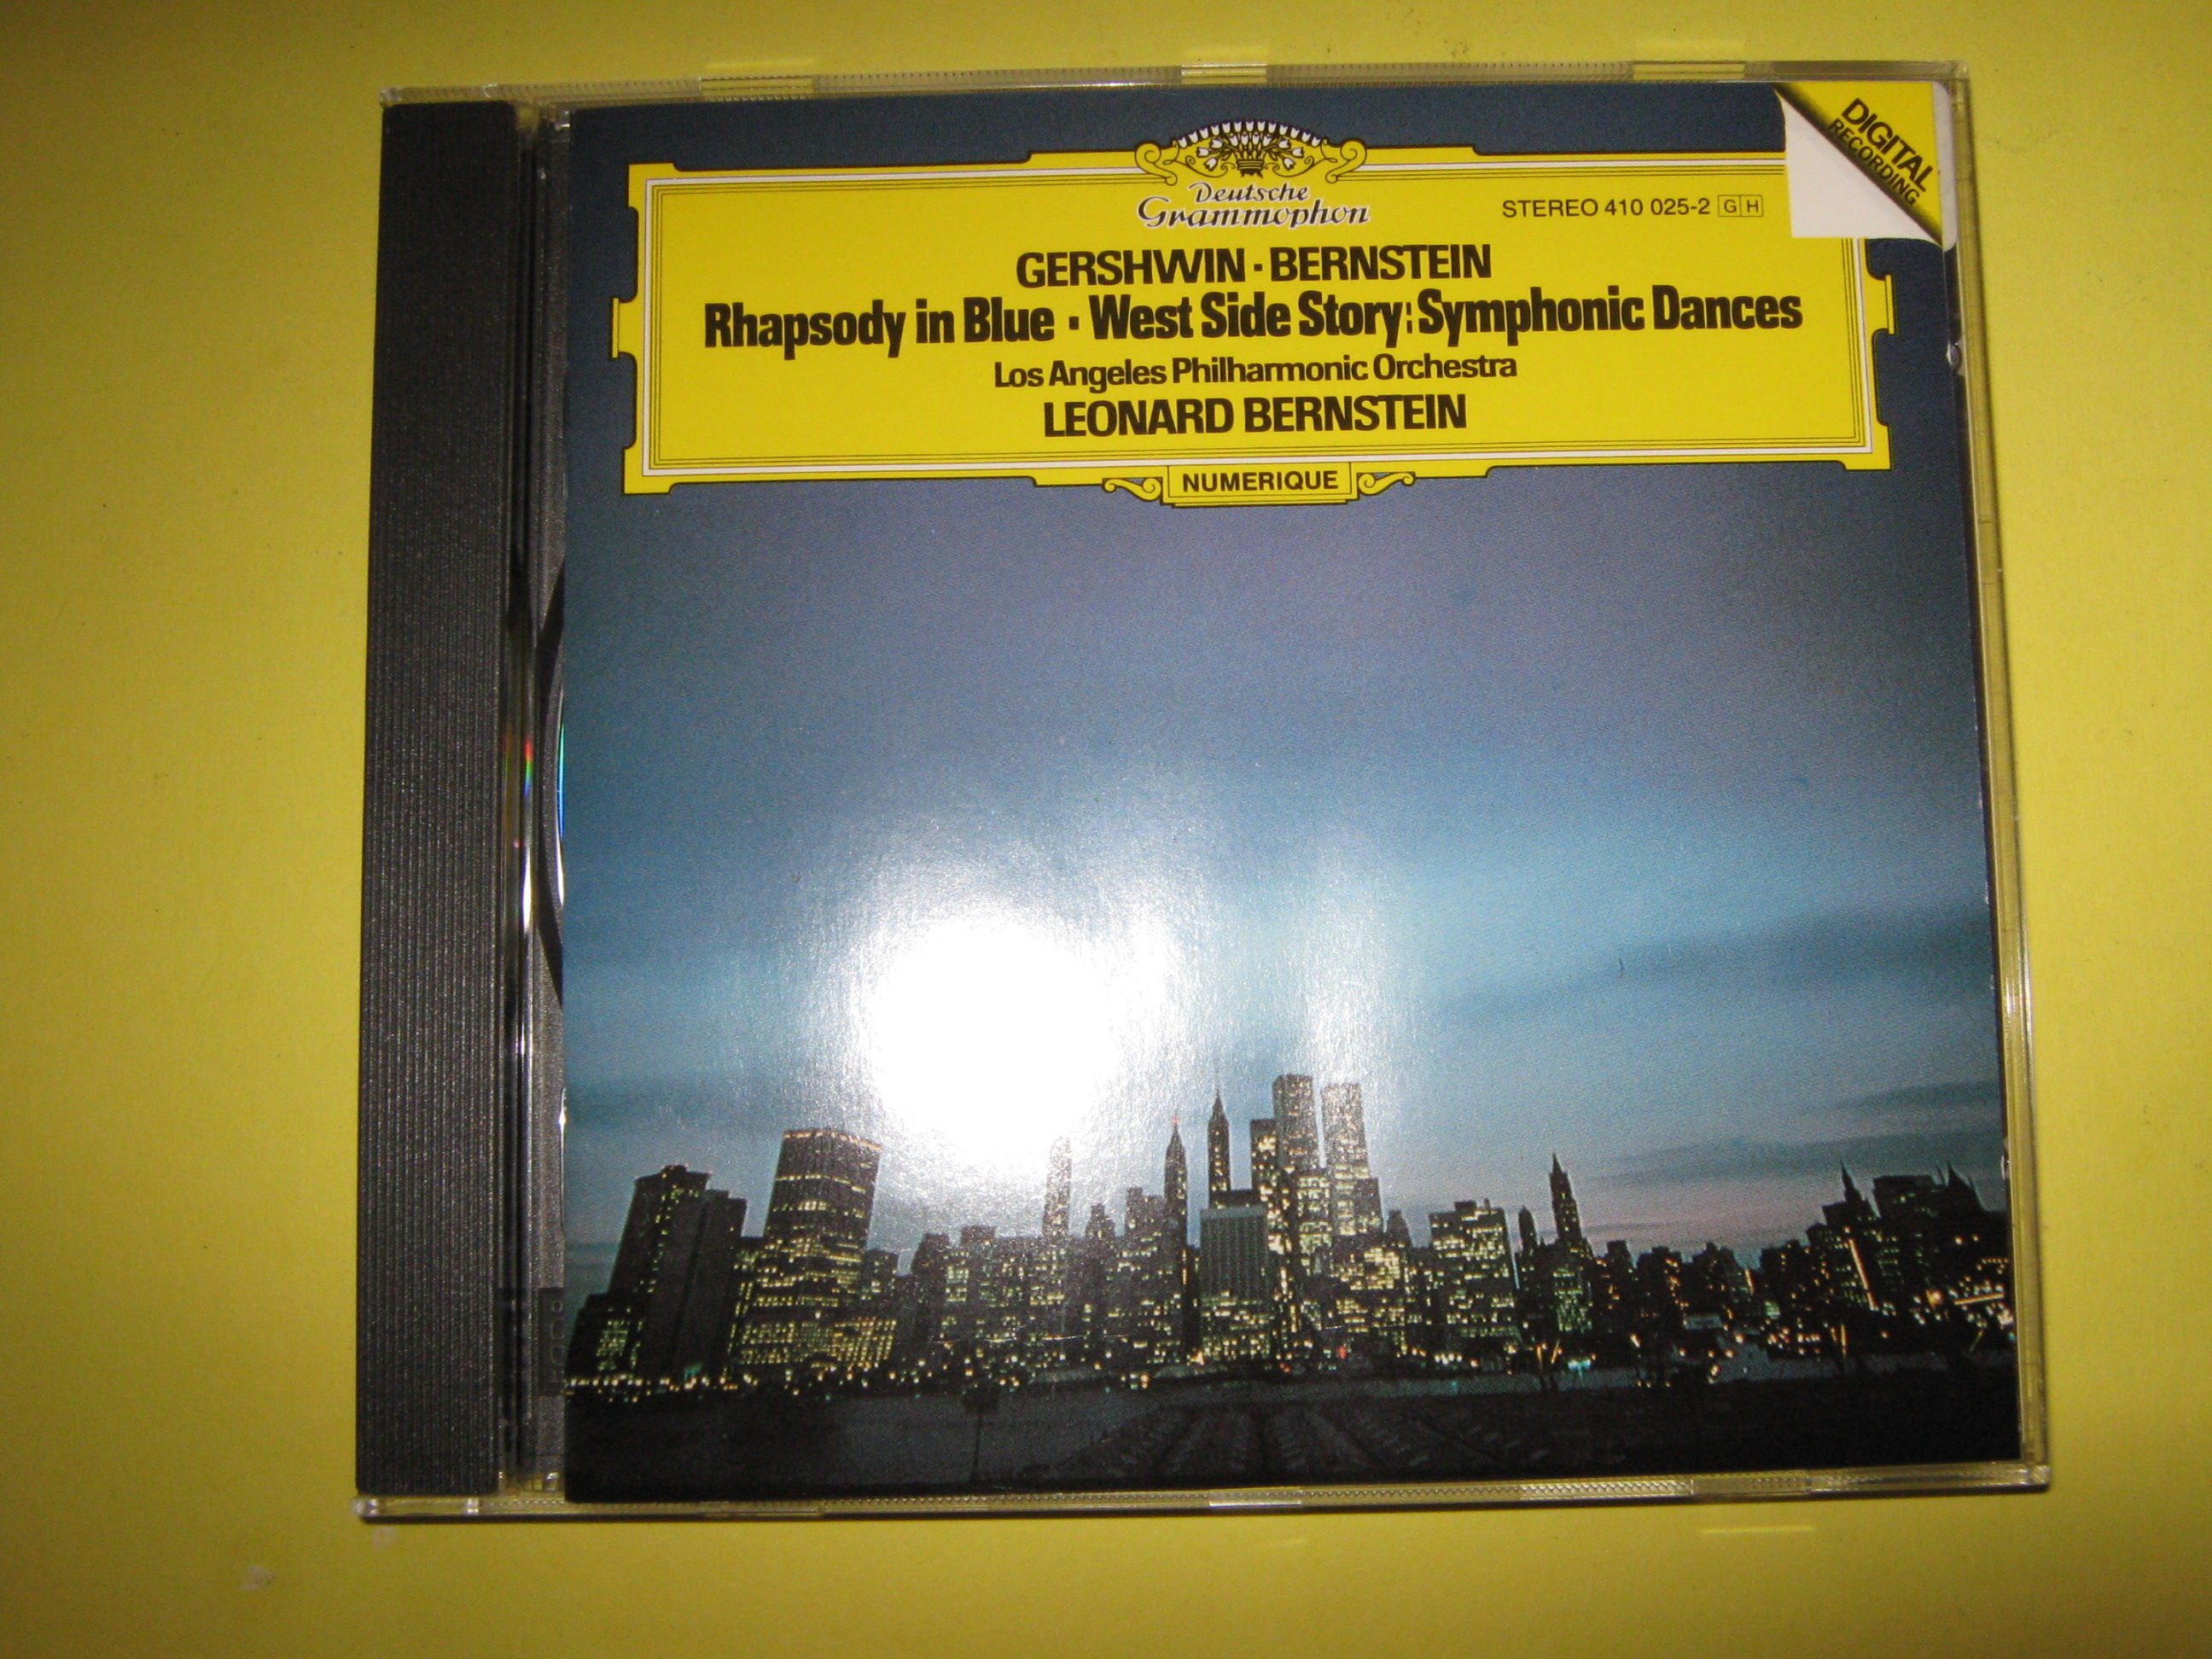 DIGITAL
RECORDING
Deutsche
Grammophon
STEREO 410 025-2 G H
GERSHWIN · BERNSTEIN
Rhapsody in Blue · West Side Story: Symphonic Dances
Los Angeles Philharmonic Orchestra
LEONARD BERNSTEIN
NUMERIQUE